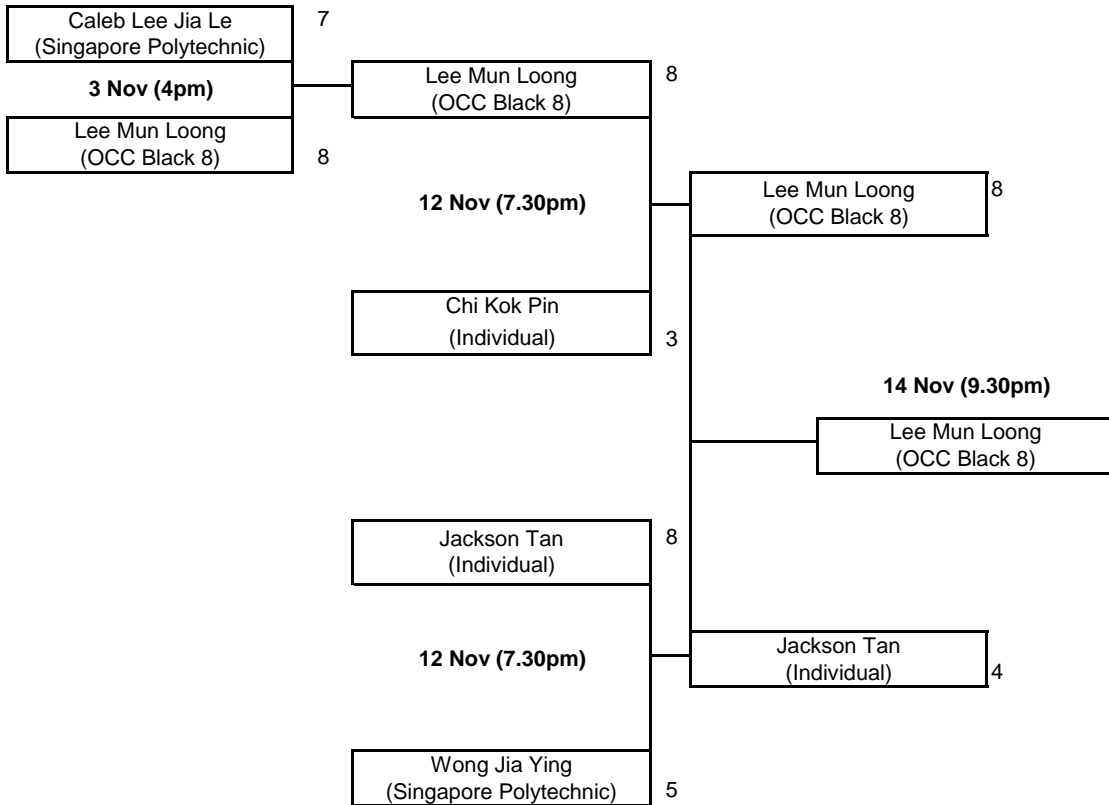 Caleb Lee Jia Le
(Singapore Polytechnic)
7
3 Nov (4pm)
Lee Mun Loong
(OCC Black 8)
8
Lee Mun Loong
(OCC Black 8)
8
12 Nov (7.30pm)
Chi Kok Pin
(Individual)
3
Lee Mun Loong
(OCC Black 8)
8
14 Nov (9.30pm)
Lee Mun Loong
(OCC Black 8)
Jackson Tan
(Individual)
8
12 Nov (7.30pm)
Wong Jia Ying
(Singapore Polytechnic)
5
Jackson Tan
(Individual)
4